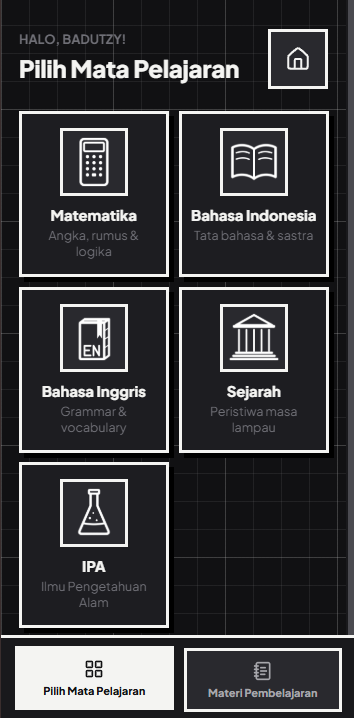 HALO, BADUTZY!
Pilih Mata Pelajaran
Matematika
Angka, rumus &
logika
Bahasa Indonesia
Tata bahasa & sastra
EN
Bahasa Inggris
Grammar &
vocabulary
Sejarah
Peristiwa masa
lampau
IPA
Ilmu Pengetahuan
Alam
Pilih Mata Pelajaran
Materi Pembelajaran